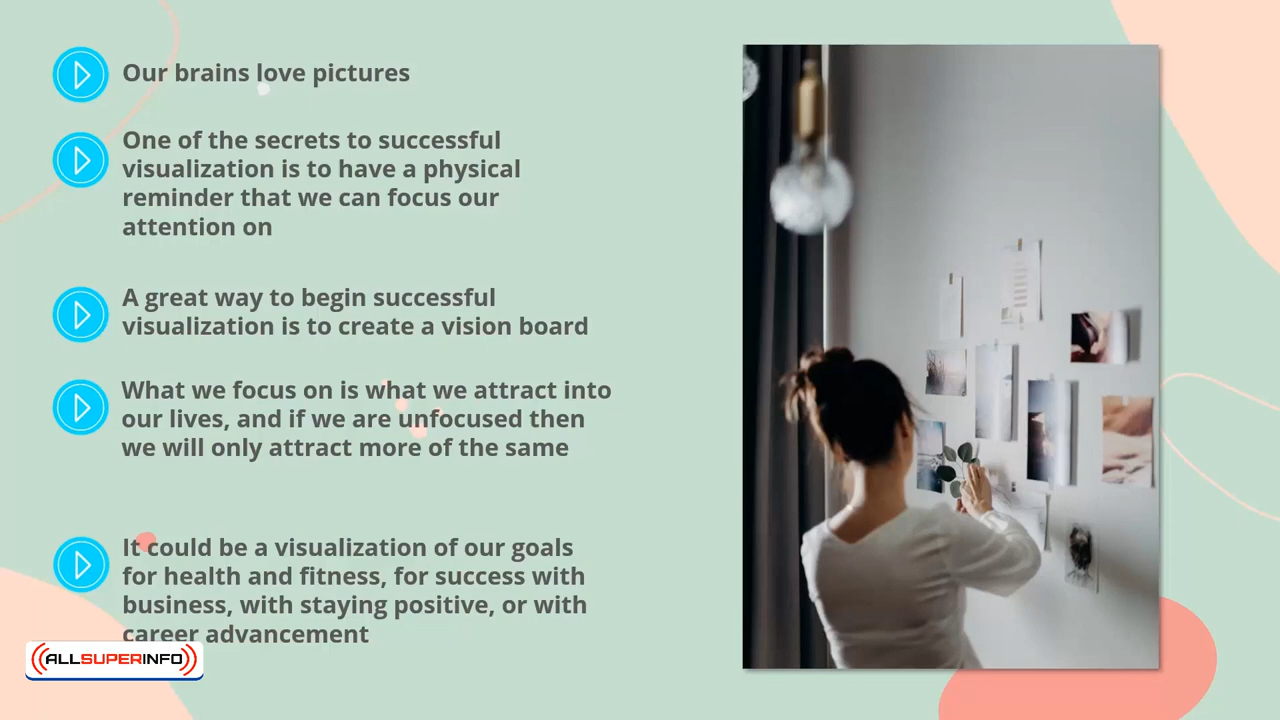 Our brains love pictures
One of the secrets to successful
visualization is to have a physical
reminder that we can focus our
attention on
A great way to begin successful
visualization is to create a vision board
What we focus on is what we attract into
our lives, and if we are unfocused then
we will only attract more of the same
It could be a visualization of our goals
for health and fitness, for success with
business, with staying positive, or with
career advancement
ALLSUPERINFO